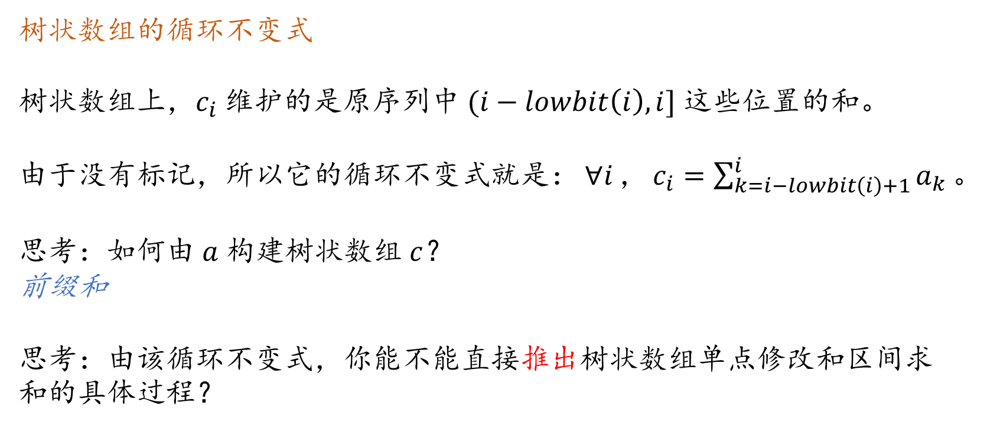 树状数组的循环不变式
树状数组上，$c_i$ 维护的是原序列中 $(i - lowbit(i), i]$ 这些位置的和。
由于没有标记，所以它的循环不变式就是：$\forall i$，$c_i = \sum_{k=i-lowbit(i)+1}^{i} a_k$。
思考：如何由 $a$ 构建树状数组 $c$？
前缀和
思考：由该循环不变式，你能不能直接推出树状数组单点修改和区间求
和的具体过程？